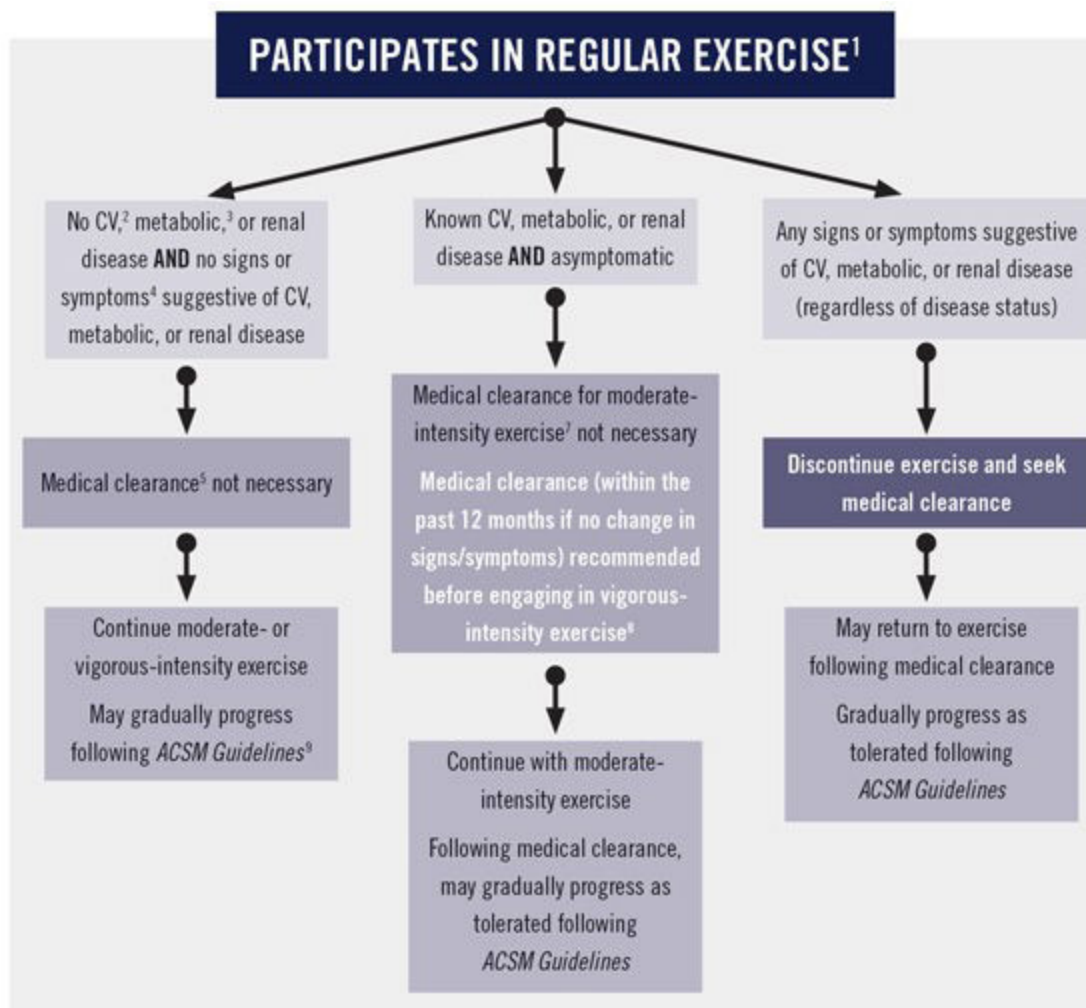 PARTICIPATES IN REGULAR EXERCISE¹
No CV,² metabolic,³ or renal
disease AND no signs or
symptoms⁴ suggestive of CV,
metabolic, or renal disease
Medical clearance⁵ not necessary
Continue moderate- or
vigorous-intensity exercise
May gradually progress
following ACSM Guidelines⁹
Known CV, metabolic, or renal
disease AND asymptomatic
Medical clearance for moderate-
intensity exercise⁷ not necessary
Medical clearance (within the
past 12 months if no change in
signs/symptoms) recommended
before engaging in vigorous-
intensity exercise⁸
Continue with moderate-
intensity exercise
Following medical clearance,
may gradually progress as
tolerated following
ACSM Guidelines
Any signs or symptoms suggestive
of CV, metabolic, or renal disease
(regardless of disease status)
Discontinue exercise and seek
medical clearance
May return to exercise
following medical clearance
Gradually progress as
tolerated following
ACSM Guidelines